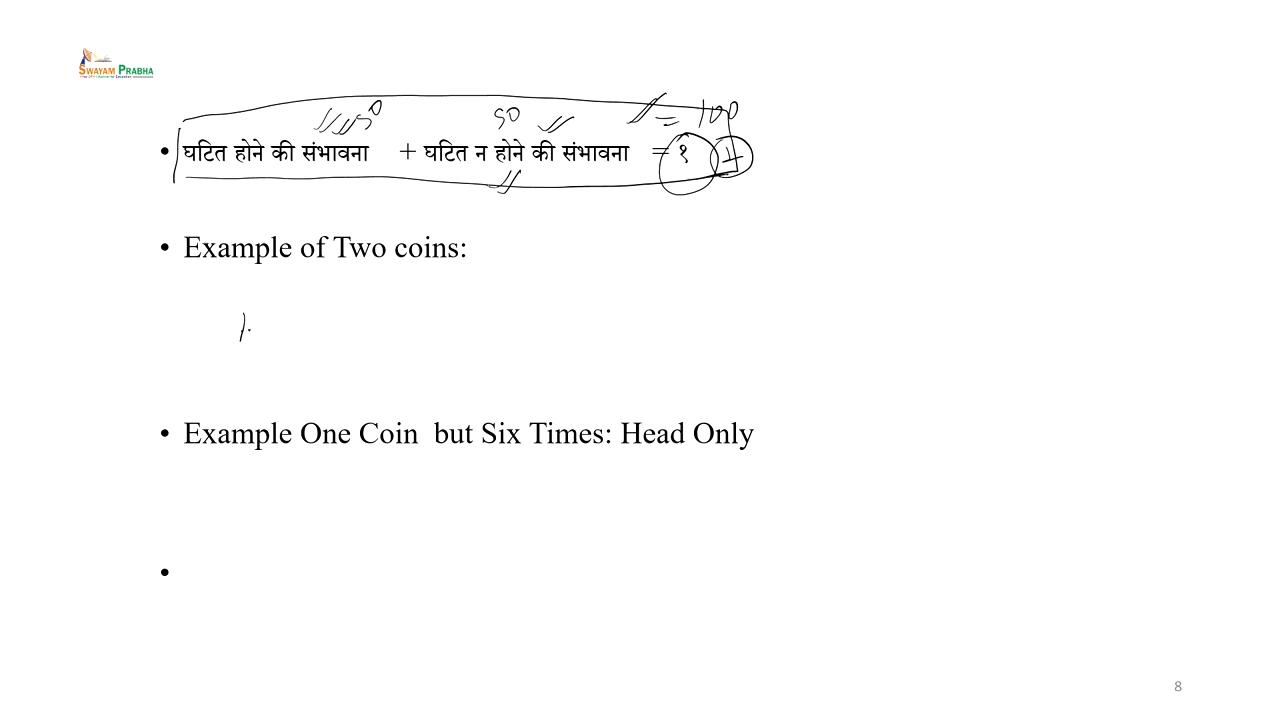 SWAYAM PRABHA
50 50 = 100
• घटित होने की संभावना + घटित न होने की संभावना = १ 1
• Example of Two coins:
• Example One Coin but Six Times: Head Only
•
8